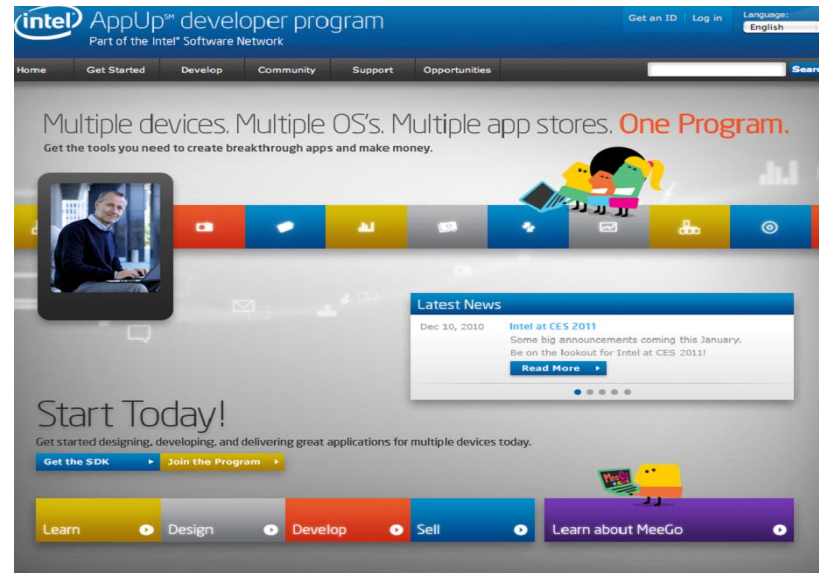 intel AppUp℠ developer program
Part of the Intel® Software Network
Get an ID | Log in
Language:
English
Home Get Started Develop Community Support Opportunities
Sear
Multiple devices. Multiple OS's. Multiple app stores. One Program.
Get the tools you need to create breakthrough apps and make money.
Latest News
Dec 10, 2010 Intel at CES 2011
Some big announcements coming this January.
Be on the lookout for Intel at CES 2011!
Read More
Start Today!
Get started designing, developing, and delivering great applications for multiple devices today.
Get the SDK Join the Program
MeeGo
Learn Design Develop Sell Learn about MeeGo